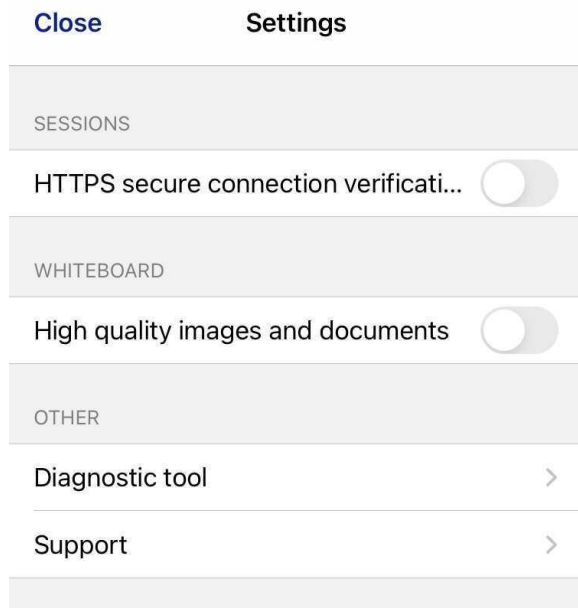 Close Settings
SESSIONS
HTTPS secure connection verificati...
WHITEBOARD
High quality images and documents
OTHER
Diagnostic tool
Support